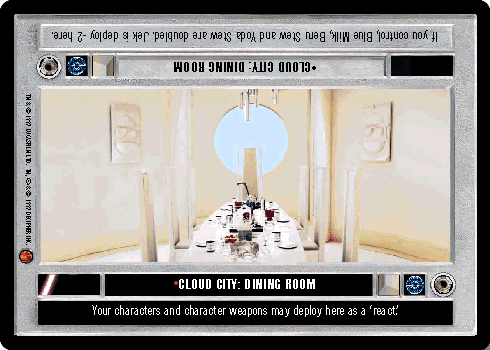 If you control, Blue Milk, Beru Stew and Yoda Stew are doubled. Jek is deploy -2 here.
•CLOUD CITY: DINING ROOM
•CLOUD CITY: DINING ROOM
Your characters and character weapons may deploy here as a 'react.'